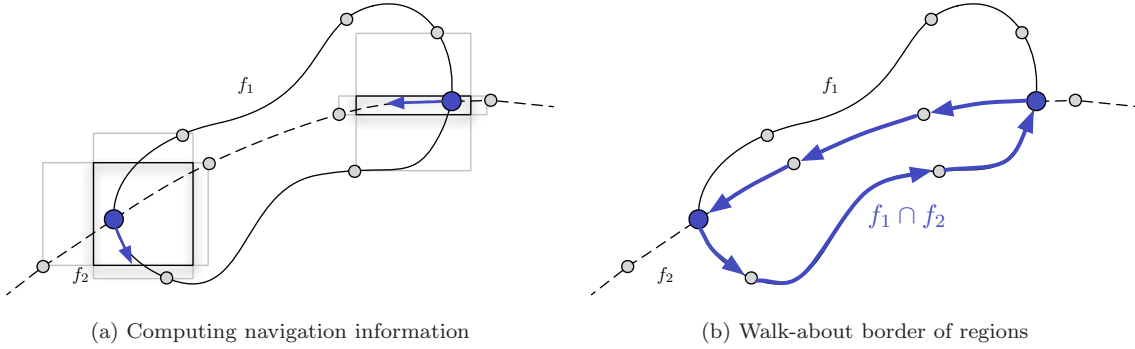 f₁
f₁
f₁ ∩ f₂
f₂
f₂
(a) Computing navigation information
(b) Walk-about border of regions